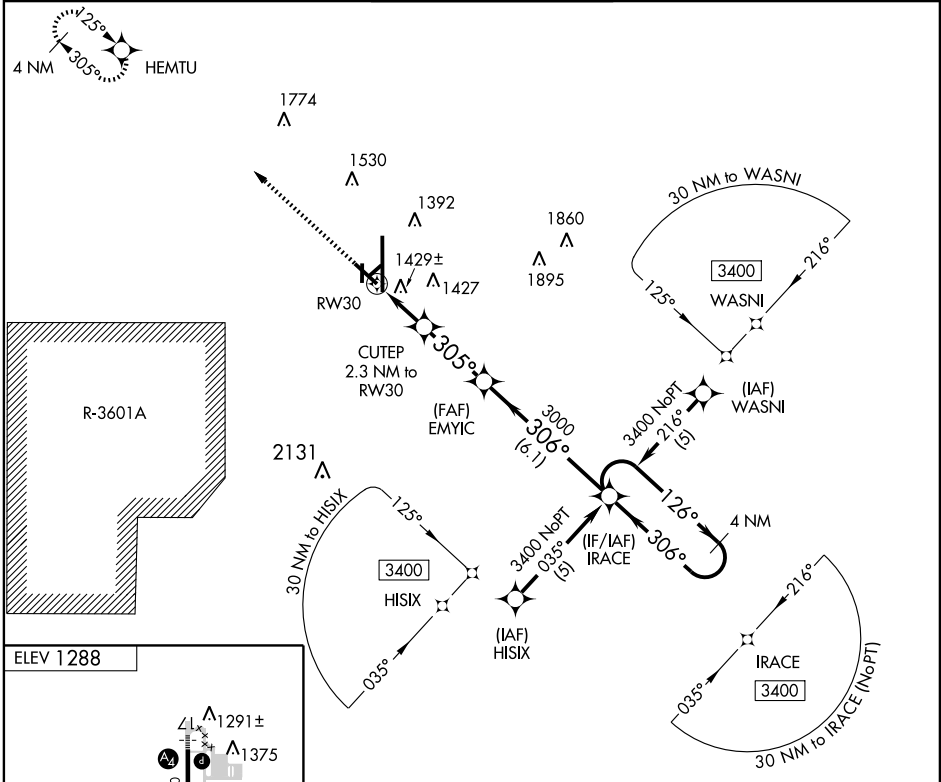 125°
305°
4 NM
HEMTU
1774
1530
1392
1429±
1427
1860
1895
RW30
30 NM to WASNI
3400
WASNI
125°
216°
CUTEP
2.3 NM to
RW30
305°
(FAF)
EMYIC
3000
306°
(6.1)
(IAF)
WASNI
3400 NoPT
216°
(5)
R-3601A
2131
30 NM to HISIX
125°
3400
HISIX
035°
3400 NoPT
035°
(5)
(IF/IAF)
IRACE
126°
306°
4 NM
(IAF)
HISIX
216°
IRACE
3400
035°
30 NM to IRACE (NoPT)
ELEV 1288
17
1291±
1375
A4
P